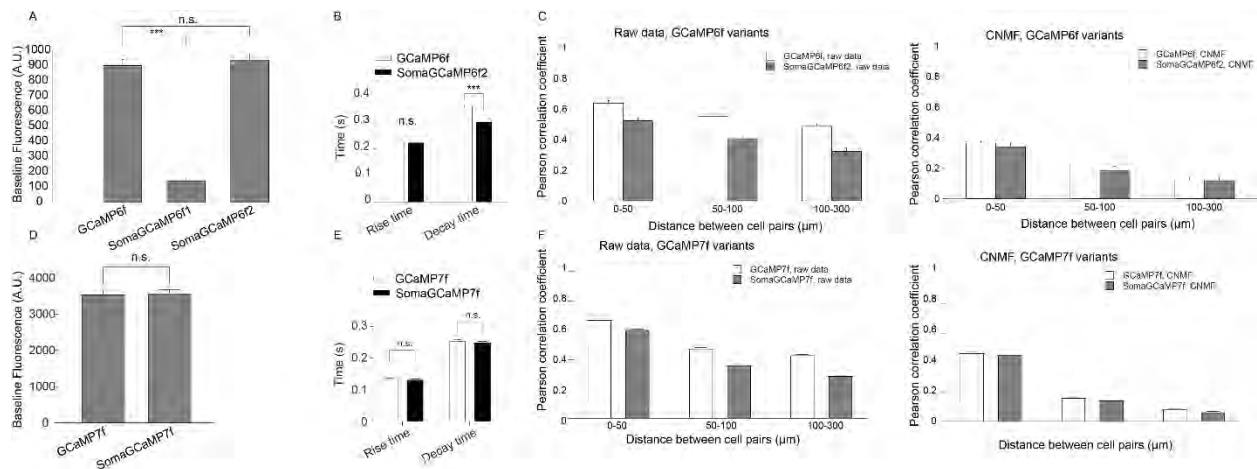 A
n.s.
***
Baseline Fluorescence (A.U.)
1000
900
800
700
600
500
400
300
200
100
0
GCaMP6f
SomaGCaMP6f1
SomaGCaMP6f2
B
GCaMP6f
SomaGCaMP6f2
***
n.s.
Time (s)
0.4
0.3
0.2
0.1
0
Rise time
Decay time
C
Raw data, GCaMP6f variants
GCaMP6f, raw data
SomaGCaMP6f2, raw data
Pearson correlation coefficient
1
0.8
0.6
0.4
0.2
0
0-50
50-100
100-300
Distance between cell pairs (µm)
CNMF, GCaMP6f variants
GCaMP6f, CNMF
SomaGCaMP6f2, CNMF
Pearson correlation coefficient
1
0.8
0.6
0.4
0.2
0
0-50
50-100
100-300
Distance between cell pairs (µm)
D
n.s.
Baseline Fluorescence (A.U.)
4000
3000
2000
1000
0
GCaMP7f
SomaGCaMP7f
E
GCaMP7f
SomaGCaMP7f
n.s.
n.s.
Time (s)
0.3
0.2
0.1
0
Rise time
Decay time
F
Raw data, GCaMP7f variants
GCaMP7f, raw data
SomaGCaMP7f, raw data
Pearson correlation coefficient
1
0.8
0.6
0.4
0.2
0
0-50
50-100
100-300
Distance between cell pairs (µm)
CNMF, GCaMP7f variants
GCaMP7f, CNMF
SomaGCaMP7f, CNMF
Pearson correlation coefficient
1
0.8
0.6
0.4
0.2
0
0-50
50-100
100-300
Distance between cell pairs (µm)